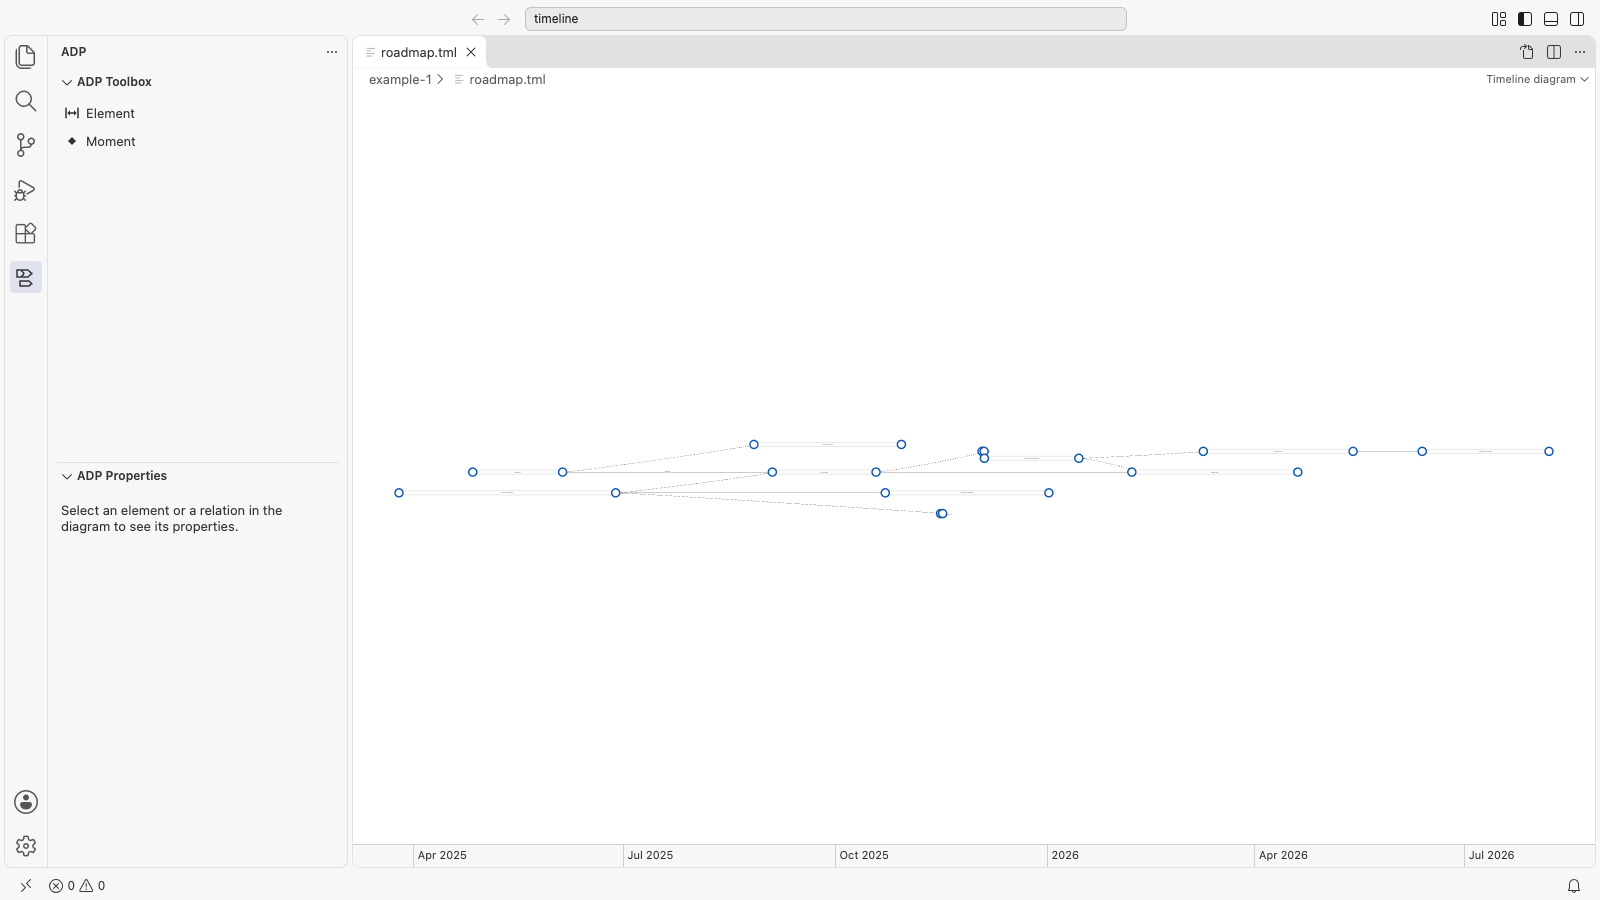 timeline
ADP
ADP Toolbox
Element
Moment
ADP Properties
Select an element or a relation in the
diagram to see its properties.
roadmap.tml
example-1
roadmap.tml
Timeline diagram
Apr 2025
Jul 2025
Oct 2025
2026
Apr 2026
Jul 2026
0
0